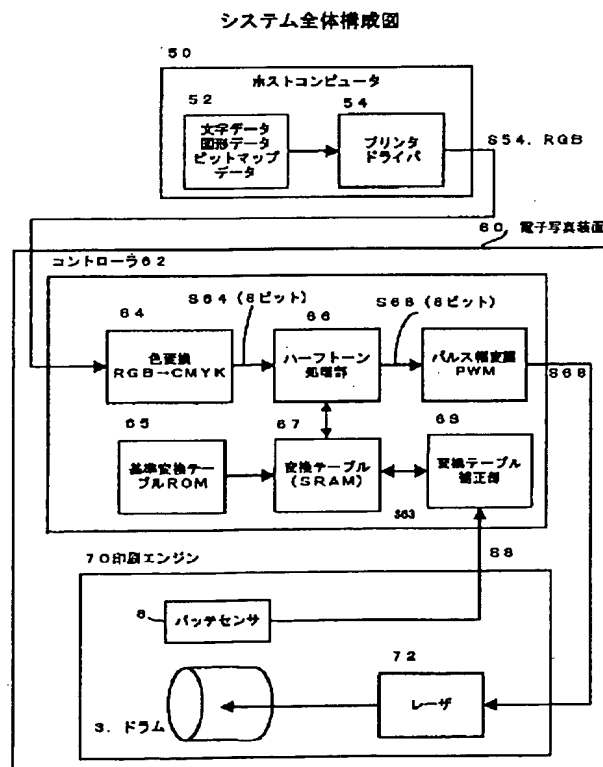 システム全体構成図
50
ホストコンピュータ
52
54
文字データ
図形データ
ビットマップ
データ
プリンタ
ドライバ
S54. RGB
60 電子写真装置
コントローラ62
64
S64 (8ビット)
66
S66 (8ビット)
色変換
RGB→CMYK
ハーフトーン
処理部
パルス幅変調
PWM
S68
65
67
69
基準変換テー
ブルROM
変換テーブル
(SRAM)
変換テーブル
補正部
S63
S8
70印刷エンジン
8
パッチセンサ
72
レーザ
3. ドラム